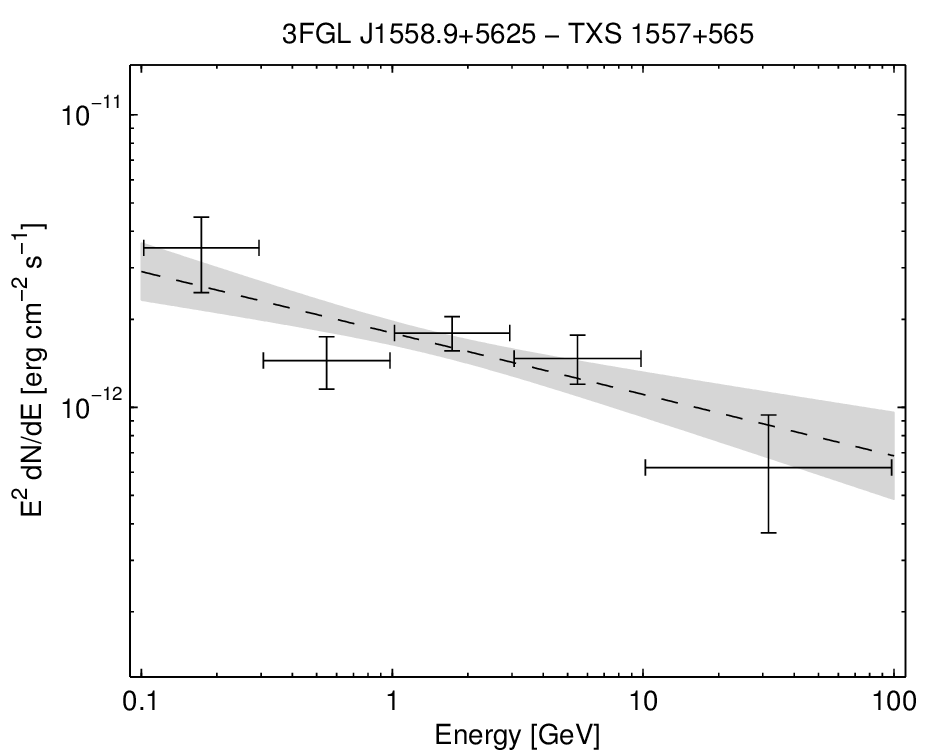 3FGL J1558.9+5625 − TXS 1557+565
10⁻¹¹
10⁻¹²
E² dN/dE [erg cm⁻² s⁻¹]
0.1 1 10 100
Energy [GeV]